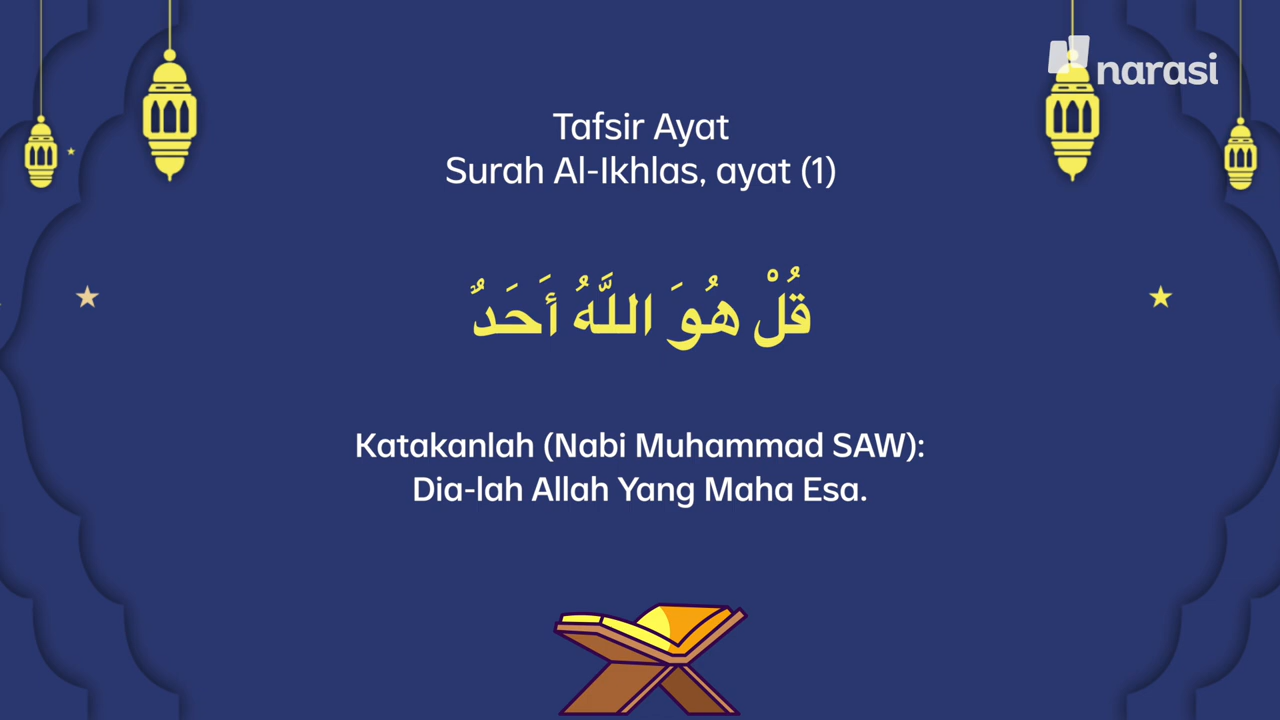 narasi
Tafsir Ayat
Surah Al-Ikhlas, ayat (1)
قُلْ هُوَ اللَّهُ أَحَدٌ
Katakanlah (Nabi Muhammad SAW):
Dia-lah Allah Yang Maha Esa.